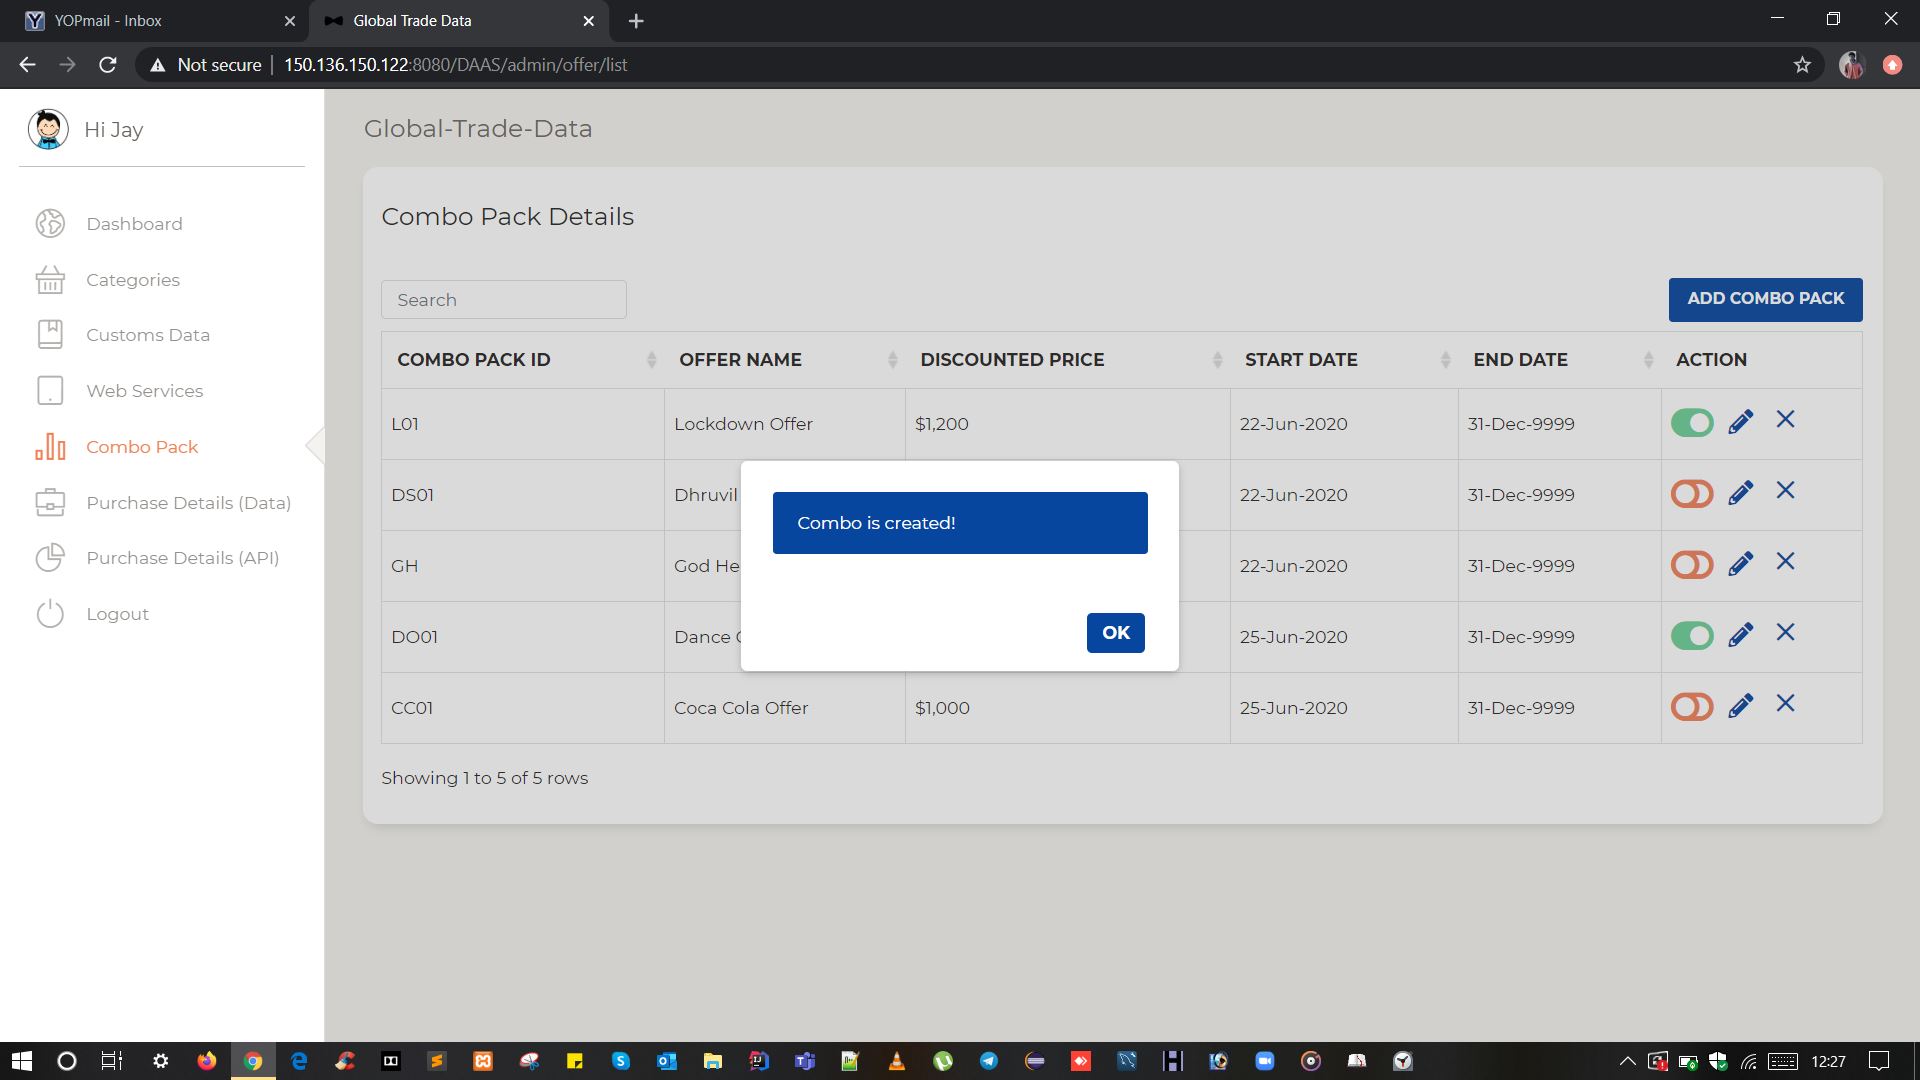 YOPmail - Inbox
Global Trade Data
Not secure
150.136.150.122:8080/DAAS/admin/offer/list
Hi Jay
Global-Trade-Data
Dashboard
Categories
Customs Data
Web Services
Combo Pack
Purchase Details (Data)
Purchase Details (API)
Logout
Combo Pack Details
Search
ADD COMBO PACK
COMBO PACK ID OFFER NAME DISCOUNTED PRICE START DATE END DATE ACTION
L01 Lockdown Offer $1,200 22-Jun-2020 31-Dec-9999
DS01 Dhruvil 22-Jun-2020 31-Dec-9999
GH God He 22-Jun-2020 31-Dec-9999
DO01 Dance 25-Jun-2020 31-Dec-9999
CC01 Coca Cola Offer $1,000 25-Jun-2020 31-Dec-9999
Showing 1 to 5 of 5 rows
Combo is created!
OK
12:27